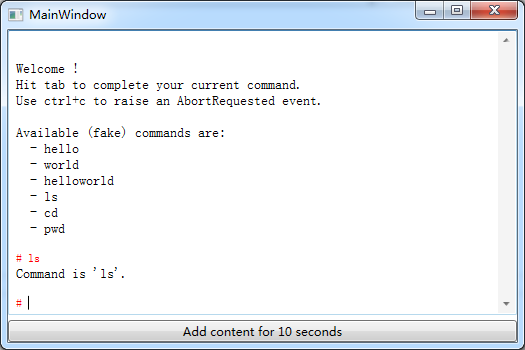 MainWindow
Welcome !
Hit tab to complete your current command.
Use ctrl+c to raise an AbortRequested event.
Available (fake) commands are:
- hello
- world
- helloworld
- ls
- cd
- pwd
# ls
Command is 'ls'.
#
Add content for 10 seconds